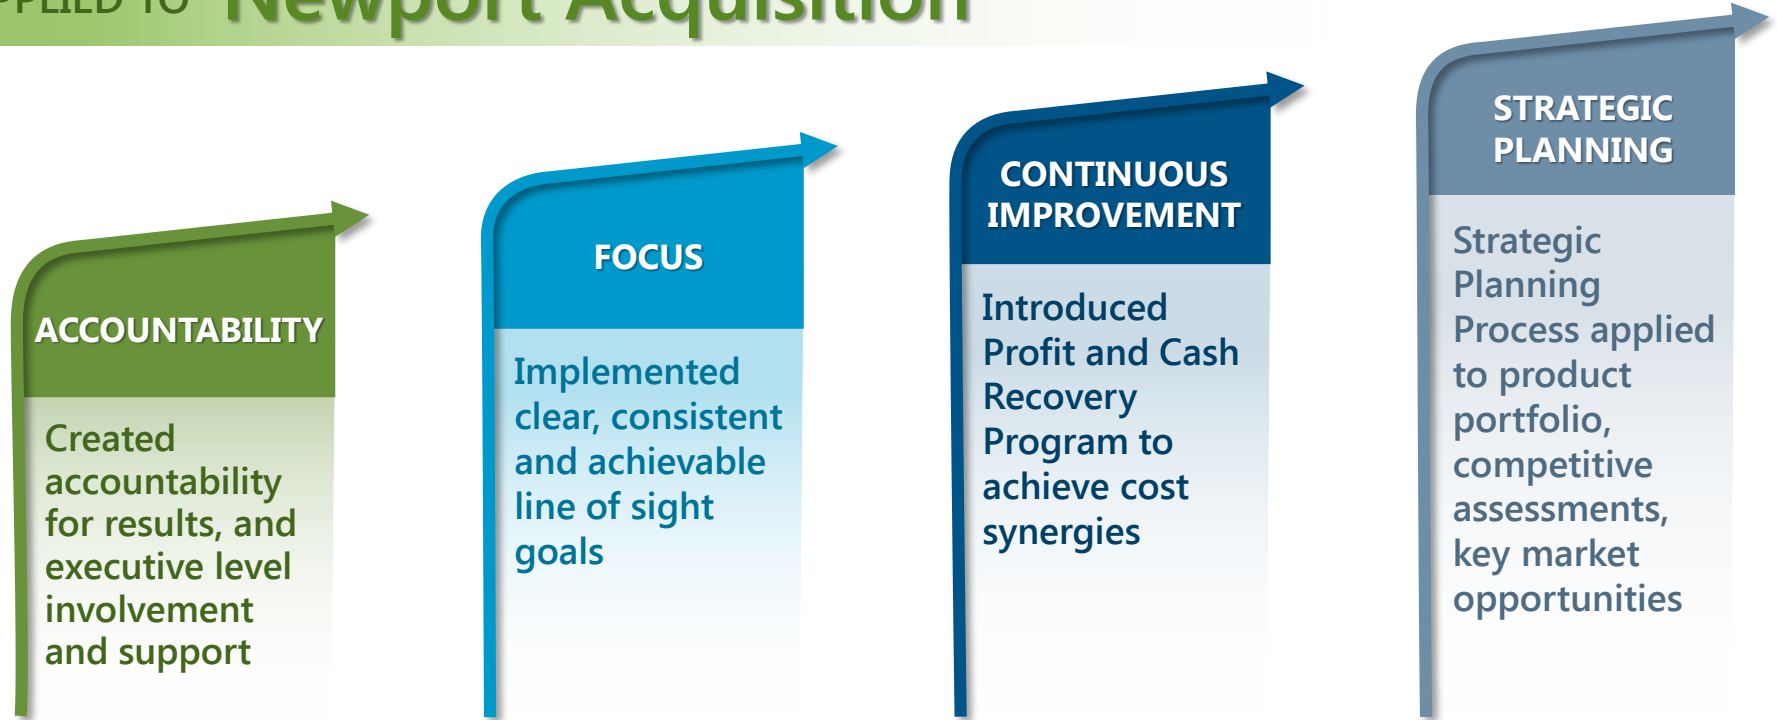 APPLIED TO Newport Acquisition
ACCOUNTABILITY
Created
accountability
for results, and
executive level
involvement
and support
FOCUS
Implemented
clear, consistent
and achievable
line of sight
goals
CONTINUOUS
IMPROVEMENT
Introduced
Profit and Cash
Recovery
Program to
achieve cost
synergies
STRATEGIC
PLANNING
Strategic
Planning
Process applied
to product
portfolio,
competitive
assessments,
key market
opportunities